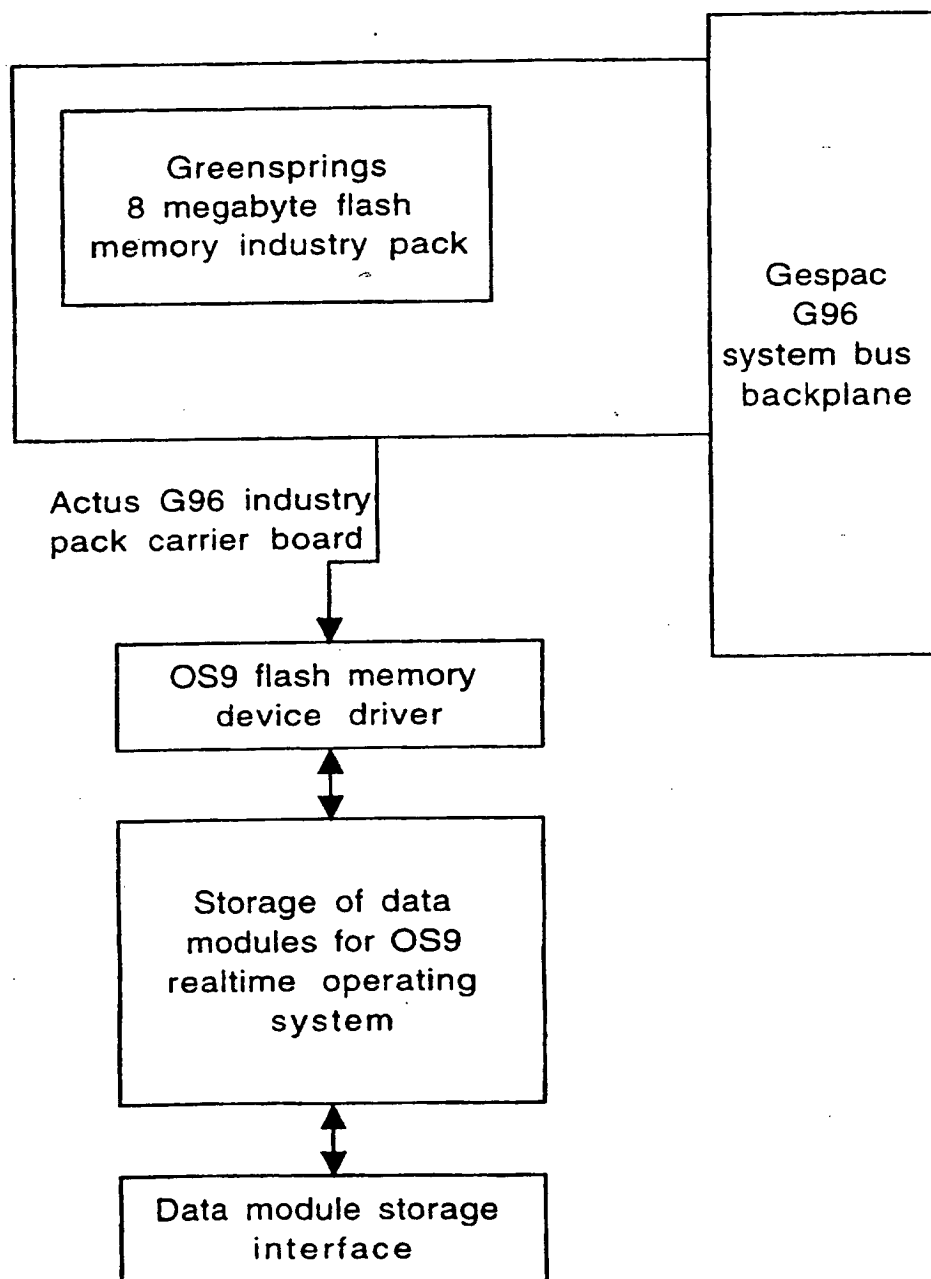 Greensprings
8 megabyte flash
memory industry pack
Gespac
G96
system bus
backplane
Actus G96 industry
pack carrier board
OS9 flash memory
device driver
Storage of data
modules for OS9
realtime operating
system
Data module storage
interface